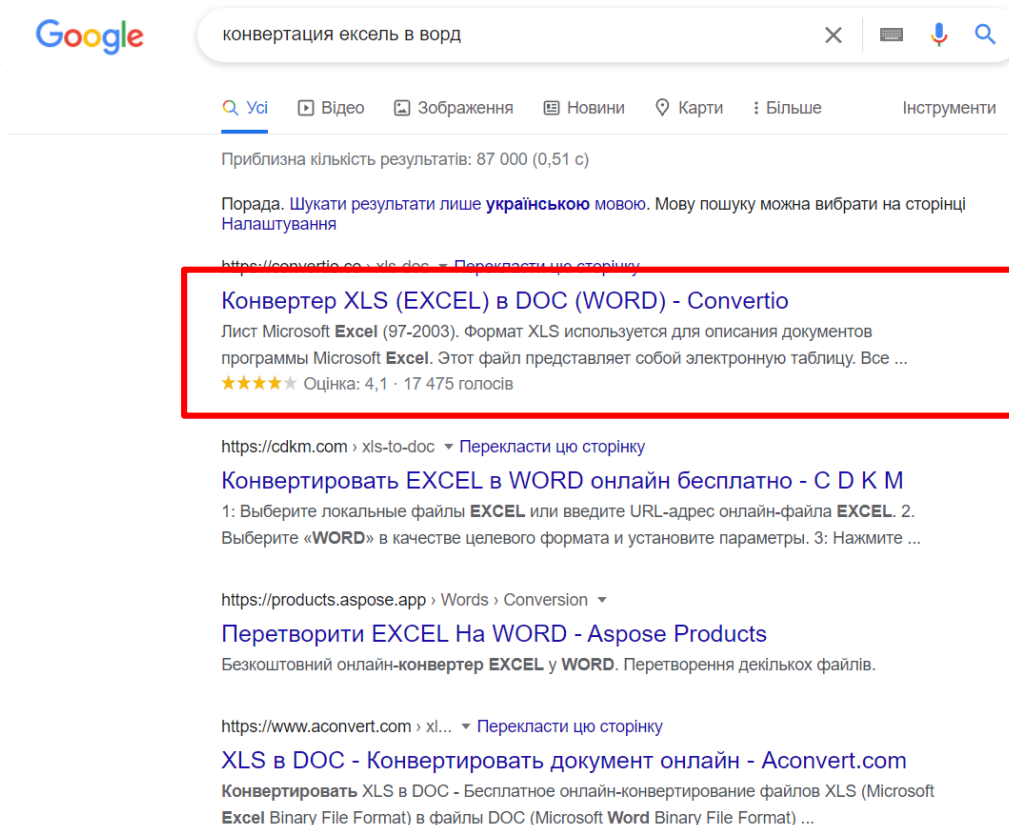 Google
конвертация ексель в ворд
Усі Відео Зображення Новини Карти Більше Інструменти
Приблизна кількість результатів: 87 000 (0,51 с)
Порада. Шукати результати лише українською мовою. Мову пошуку можна вибрати на сторінці
Налаштування
https://convertio.co › xls-doc Перекласти цю сторінку
Конвертер XLS (EXCEL) в DOC (WORD) - Convertio
Лист Microsoft Excel (97-2003). Формат XLS используется для описания документов
программы Microsoft Excel. Этот файл представляет собой электронную таблицу. Все ...
Оцінка: 4,1 · 17 475 голосів
https://cdkm.com › xls-to-doc Перекласти цю сторінку
Конвертировать EXCEL в WORD онлайн бесплатно - C D K M
1: Выберите локальные файлы EXCEL или введите URL-адрес онлайн-файла EXCEL. 2.
Выберите «WORD» в качестве целевого формата и установите параметры. 3: Нажмите ...
https://products.aspose.app › Words › Conversion
Перетворити EXCEL На WORD - Aspose Products
Безкоштовний онлайн-конвертер EXCEL у WORD. Перетворення декількох файлів.
https://www.aconvert.com › xl... Перекласти цю сторінку
XLS в DOC - Конвертировать документ онлайн - Aconvert.com
Конвертировать XLS в DOC - Бесплатное онлайн-конвертирование файлов XLS (Microsoft
Excel Binary File Format) в файлы DOC (Microsoft Word Binary File Format) ...